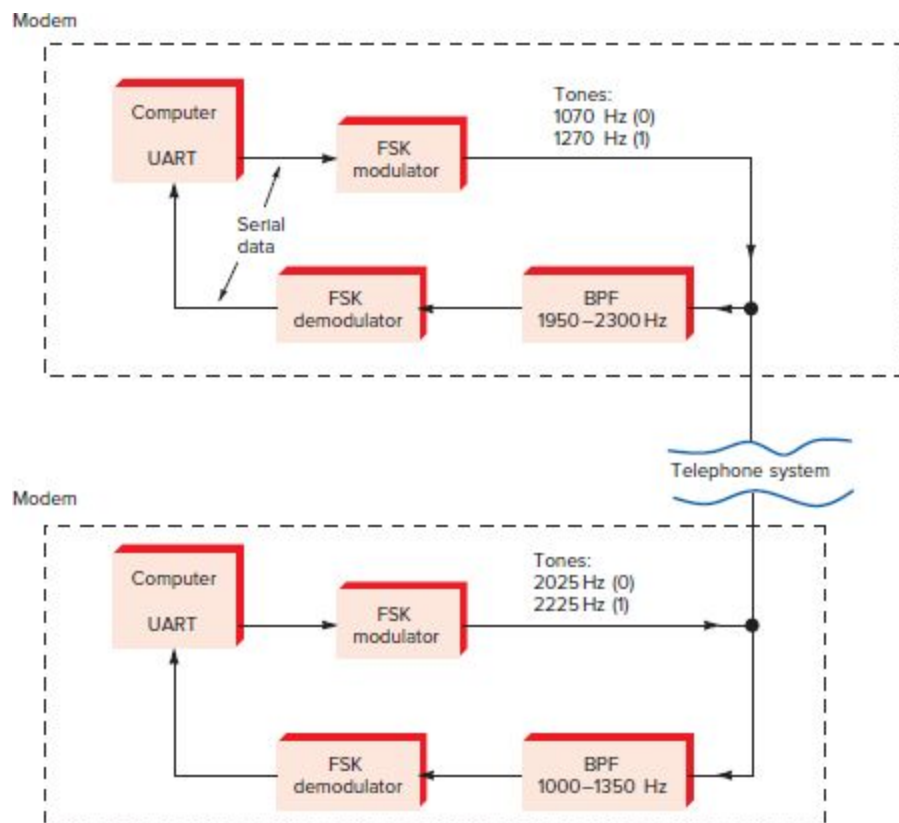 Modem
Computer
UART
FSK
modulator
Tones:
1070 Hz (0)
1270 Hz (1)
Serial
data
FSK
demodulator
BPF
1950–2300 Hz
Telephone system
Modem
Computer
UART
FSK
modulator
Tones:
2025 Hz (0)
2225 Hz (1)
FSK
demodulator
BPF
1000–1350 Hz